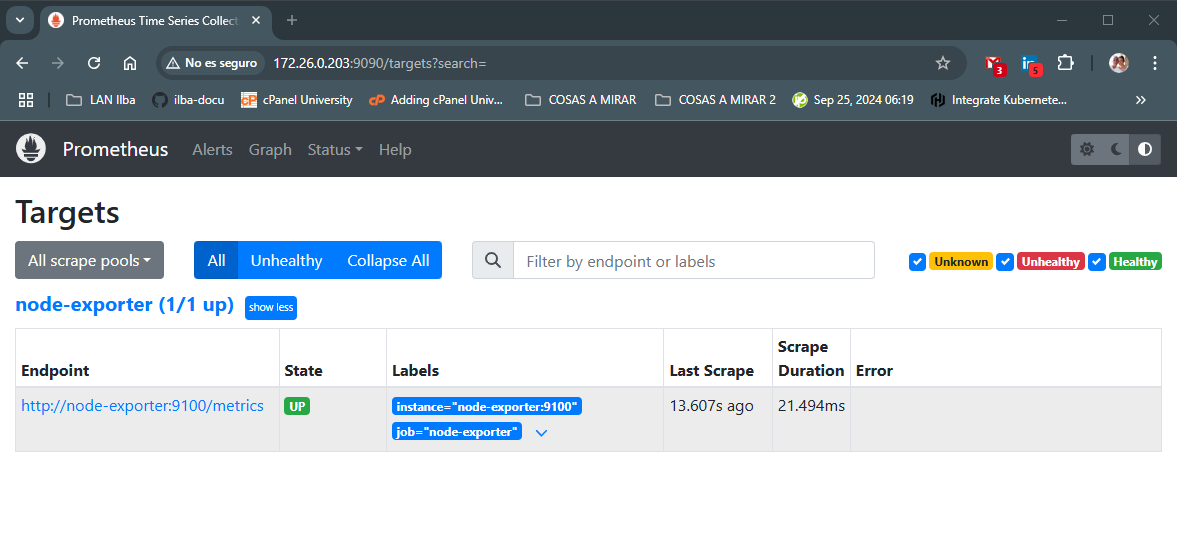 Prometheus Time Series Collect
No es seguro 172.26.0.203:9090/targets?search=
3 5
LAN Ilba ilba-docu cPanel University Adding cPanel Univ... COSAS A MIRAR COSAS A MIRAR 2 Sep 25, 2024 06:19 Integrate Kubernete...
Prometheus Alerts Graph Status Help
Targets
All scrape pools All Unhealthy Collapse All Filter by endpoint or labels Unknown Unhealthy Healthy
node-exporter (1/1 up) show less
Endpoint State Labels Last Scrape Scrape Duration Error
http://node-exporter:9100/metrics UP instance="node-exporter:9100" 13.607s ago 21.494ms
job="node-exporter"